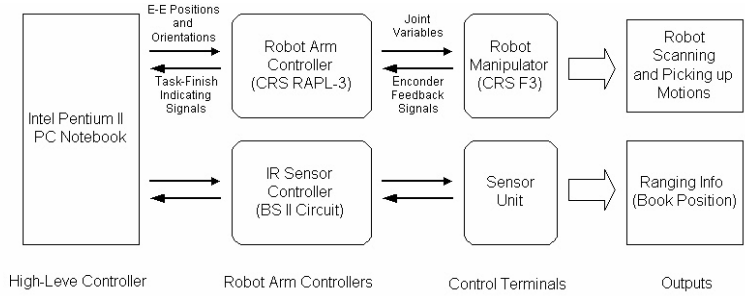 E-E Positions
and
Orientations
Task-Finish
Indicating
Signals
Intel Pentium II
PC Notebook
Robot Arm
Controller
(CRS RAPL-3)
Joint
Variables
Enconder
Feedback
Signals
Robot
Manipulator
(CRS F3)
Robot
Scanning
and Picking up
Motions
IR Sensor
Controller
(BS II Circuit)
Sensor
Unit
Ranging Info
(Book Position)
High-Leve Controller
Robot Arm Controllers
Control Terminals
Outputs